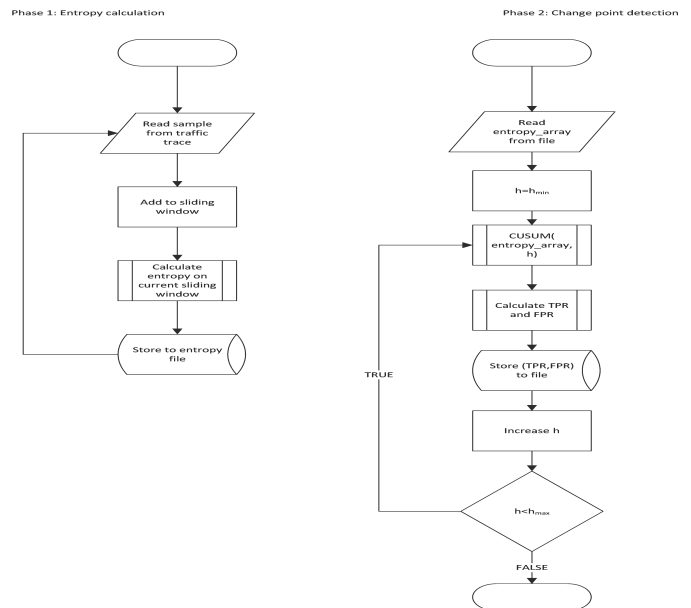 Phase 1: Entropy calculation
Read sample
from traffic
trace
Add to sliding
window
Calculate
entropy on
current sliding
window
Store to entropy
file
Phase 2: Change point detection
Read
entropy_array
from file
h=hmin
CUSUM(
entropy_array,
h)
Calculate TPR
and FPR
Store (TPR,FPR)
to file
Increase h
h<hmax
TRUE
FALSE